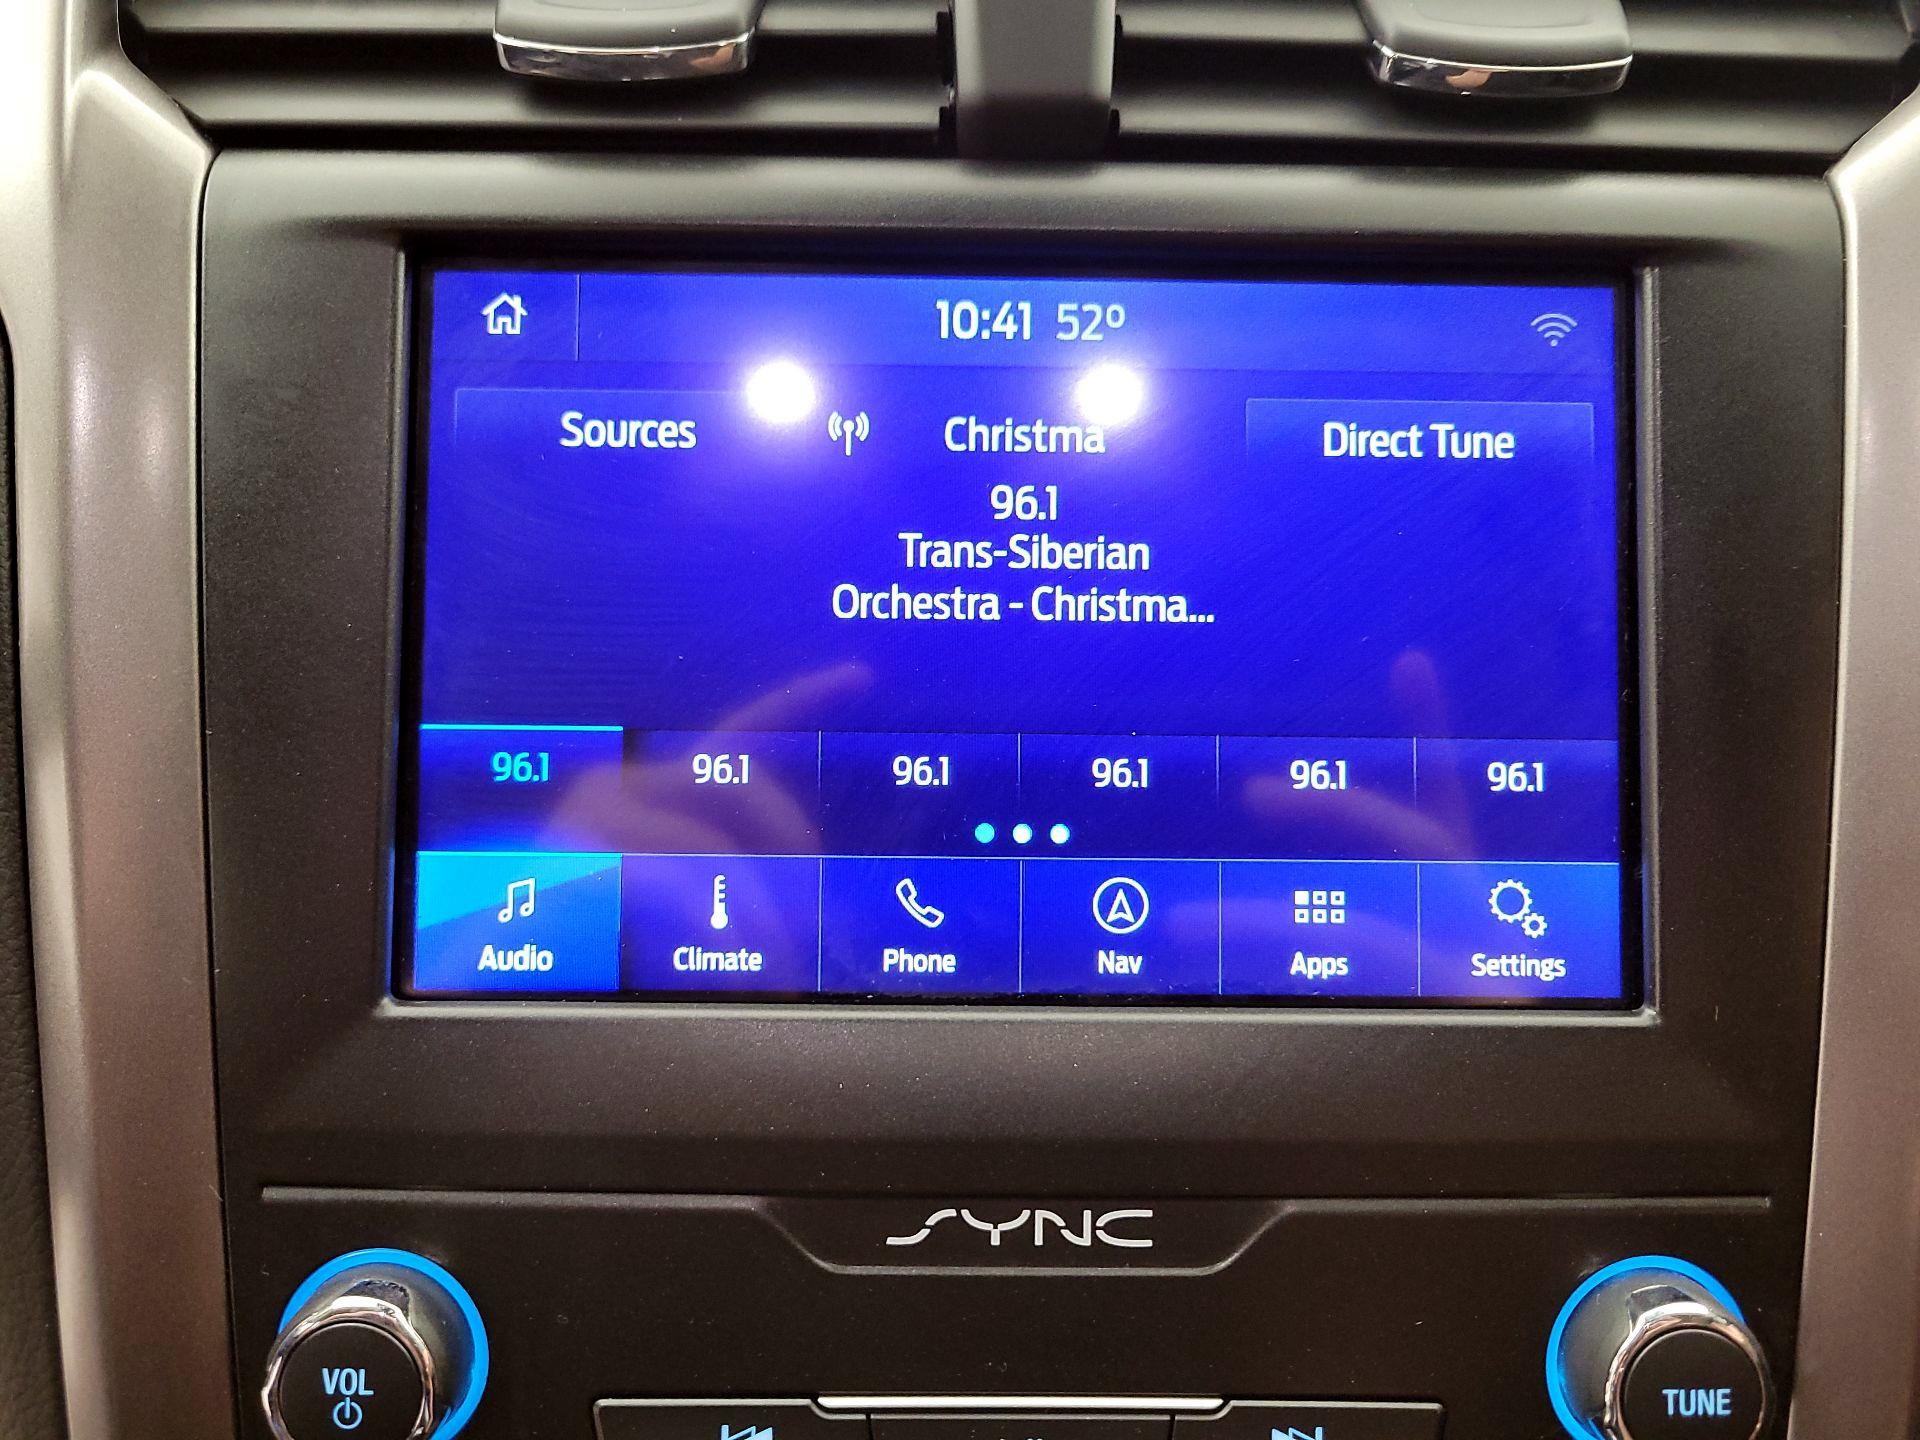 10:41 52°
Sources Christma Direct Tune
96.1
Trans-Siberian
Orchestra - Christma...
96.1 96.1 96.1 96.1 96.1 96.1
Audio Climate Phone Nav Apps Settings
SYNC
VOL TUNE